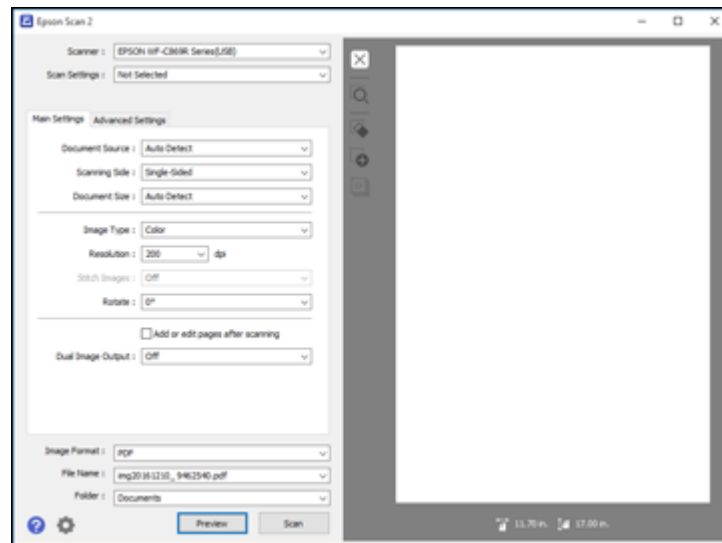 Epson Scan 2
Scanner : EPSON WF-C869R Series(USB)
Scan Settings : Not Selected
Main Settings Advanced Settings
Document Source : Auto Detect
Scanning Side : Single-Sided
Document Size : Auto Detect
Image Type : Color
Resolution : 200 dpi
Stitch Images : Off
Rotate : 0°
Add or edit pages after scanning
Dual Image Output : Off
Image Format : PDF
File Name : img20161210_9462540.pdf
Folder : Documents
? Preview Scan
11.70 in. 17.00 in.